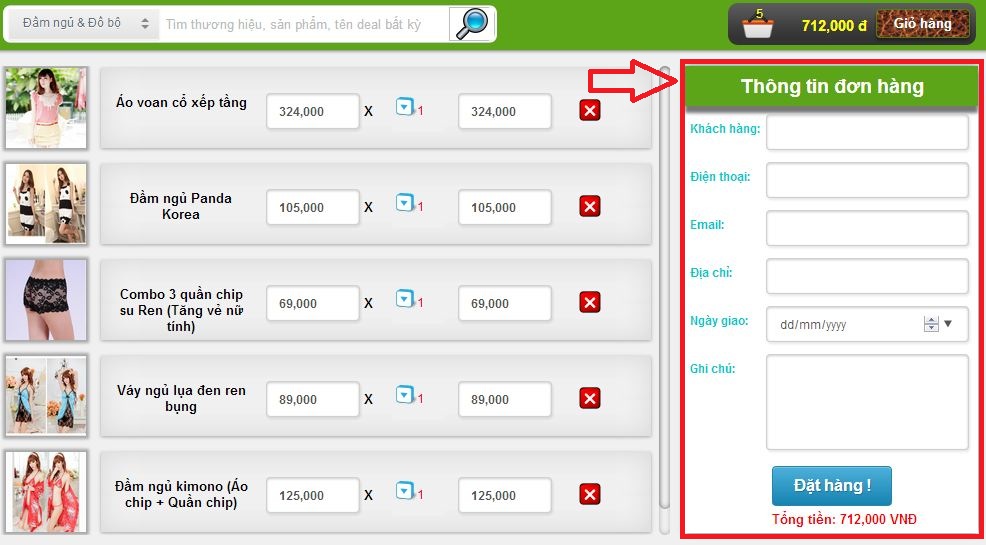 Đầm ngủ & Đồ bộ
Tìm thương hiệu, sản phẩm, tên deal bất kỳ
5
712,000 đ
Giỏ hàng
Áo voan cổ xếp tầng
324,000
X
1
324,000
Đầm ngủ Panda
Korea
105,000
X
1
105,000
Combo 3 quần chip
su Ren (Tăng vẻ nữ
tính)
69,000
X
1
69,000
Váy ngủ lụa đen ren
bụng
89,000
X
1
89,000
Đầm ngủ kimono (Áo
chip + Quần chip)
125,000
X
1
125,000
Thông tin đơn hàng
Khách hàng:
Điện thoại:
Email:
Địa chỉ:
Ngày giao:
dd/mm/yyyy
Ghi chú:
Đặt hàng !
Tổng tiền: 712,000 VNĐ